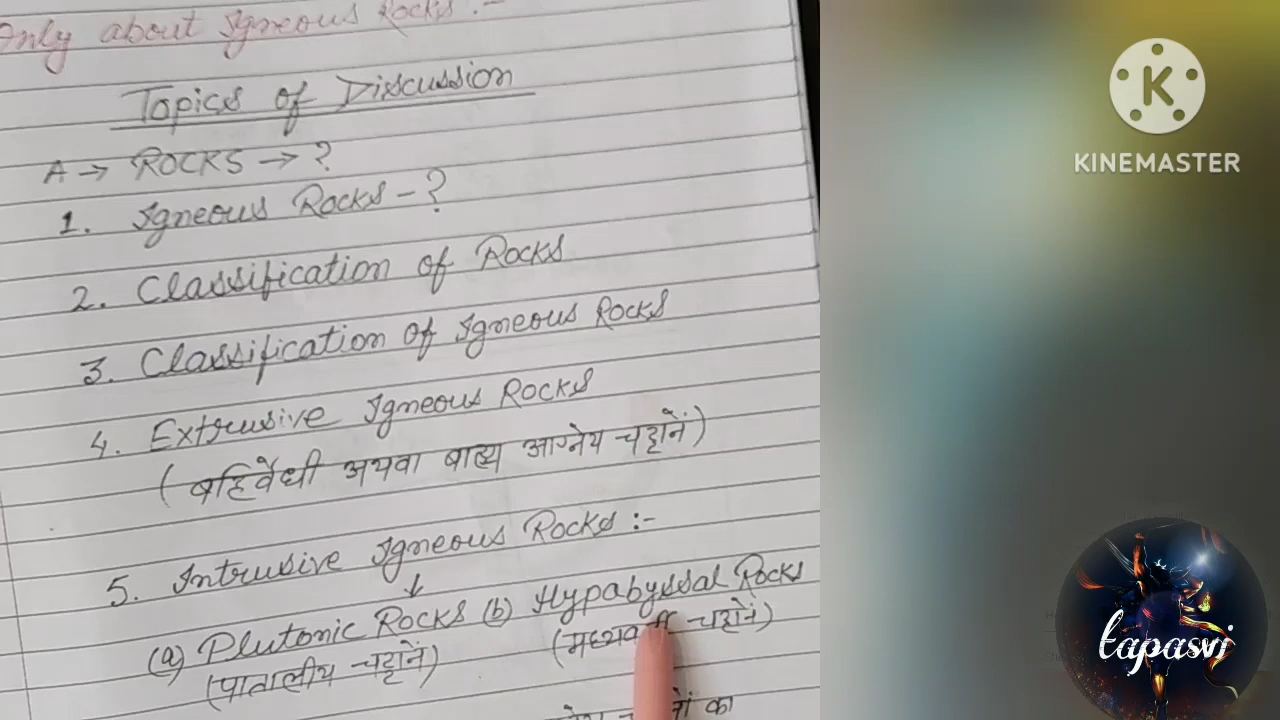 Only about Igneous Rocks :-
Topics of Discussion
A → ROCKS → ?
1. Igneous Rocks - ?
2. Classification of Rocks
3. Classification of Igneous Rocks
4. Extrusive Igneous Rocks
( बहिर्वेधी अथवा बाह्य आग्नेय चट्टानें )
5. Intrusive Igneous Rocks :-
↓
(a) Plutonic Rocks (b) Hypabyssal Rocks
(पातालीय चट्टानें) (चट्टानें)
का
K
KINEMASTER
tapasvi